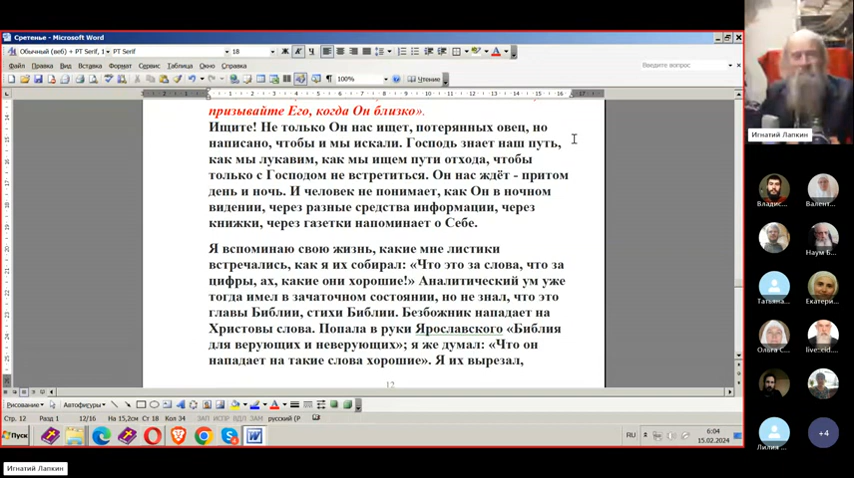 Сретенье - Microsoft Word
Обычный (веб) + PT Serif, 1
PT Serif
18
Ж К Ч
Файл Правка Вид Вставка Формат Сервис Таблица Окно Справка
Введите вопрос
100%
Чтение
призывайте Его, когда Он близко».
Ищите! Не только Он нас ищет, потерянных овец, но
написано, чтобы и мы искали. Господь знает наш путь,
как мы лукавим, как мы ищем пути отхода, чтобы
только с Господом не встретиться. Он нас ждёт - притом
день и ночь. И человек не понимает, как Он в ночном
видении, через разные средства информации, через
книжки, через газетки напоминает о Себе.
Я вспоминаю свою жизнь, какие мне листики
встречались, как я их собирал: «Что это за слова, что за
цифры, ах, какие они хорошие!» Аналитический ум уже
тогда имел в зачаточном состоянии, но не знал, что это
главы Библии, стихи Библии. Безбожник нападает на
Христовы слова. Попала в руки Ярославского «Библия
для верующих и неверующих»; я же думал: «Что он
нападает на такие слова хорошие». Я их вырезал,
12
Рисование
Автофигуры
Стр. 12 Разд 1 12/16 На 15,2см Ст 18 Кол 34 ЗАП ИСПР ВДЛ ЗАМ русский (Р
Пуск
RU
6:04
15.02.2024
Игнатий Лапкин
Игнатий Лапкин
Владис...
Валент...
Наум Б...
Татьяна...
Екатери...
Ольга С...
live:.cid...
Лилия ...
+4